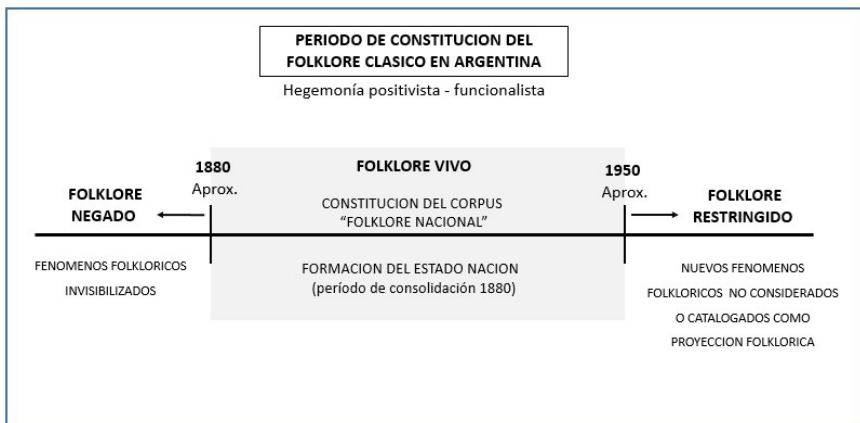 PERIODO DE CONSTITUCION DEL
FOLKLORE CLASICO EN ARGENTINA
Hegemonía positivista - funcionalista
FOLKLORE
NEGADO
1880
Aprox.
FOLKLORE VIVO
CONSTITUCION DEL CORPUS
“FOLKLORE NACIONAL”
1950
Aprox.
FOLKLORE
RESTRINGIDO
FENOMENOS FOLKLORICOS
INVISIBILIZADOS
FORMACION DEL ESTADO NACION
(período de consolidación 1880)
NUEVOS FENOMENOS
FOLKLORICOS NO CONSIDERADOS
O CATALOGADOS COMO
PROYECCION FOLKLORICA